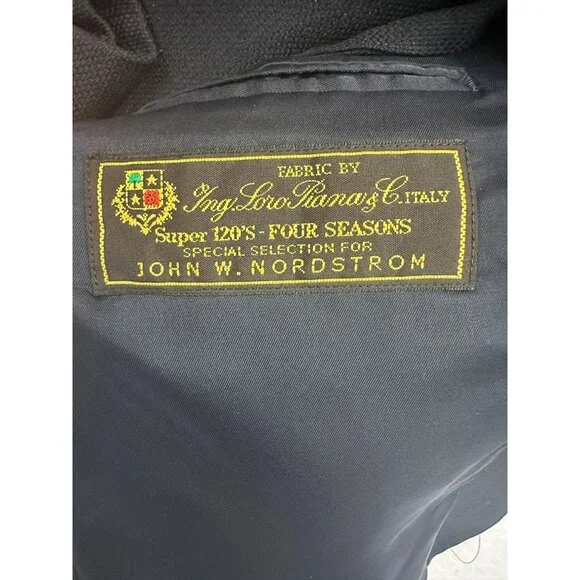 FABRIC BY
Ing. Loro Piana & C. ITALY
Super 120'S - FOUR SEASONS
SPECIAL SELECTION FOR
JOHN W. NORDSTROM